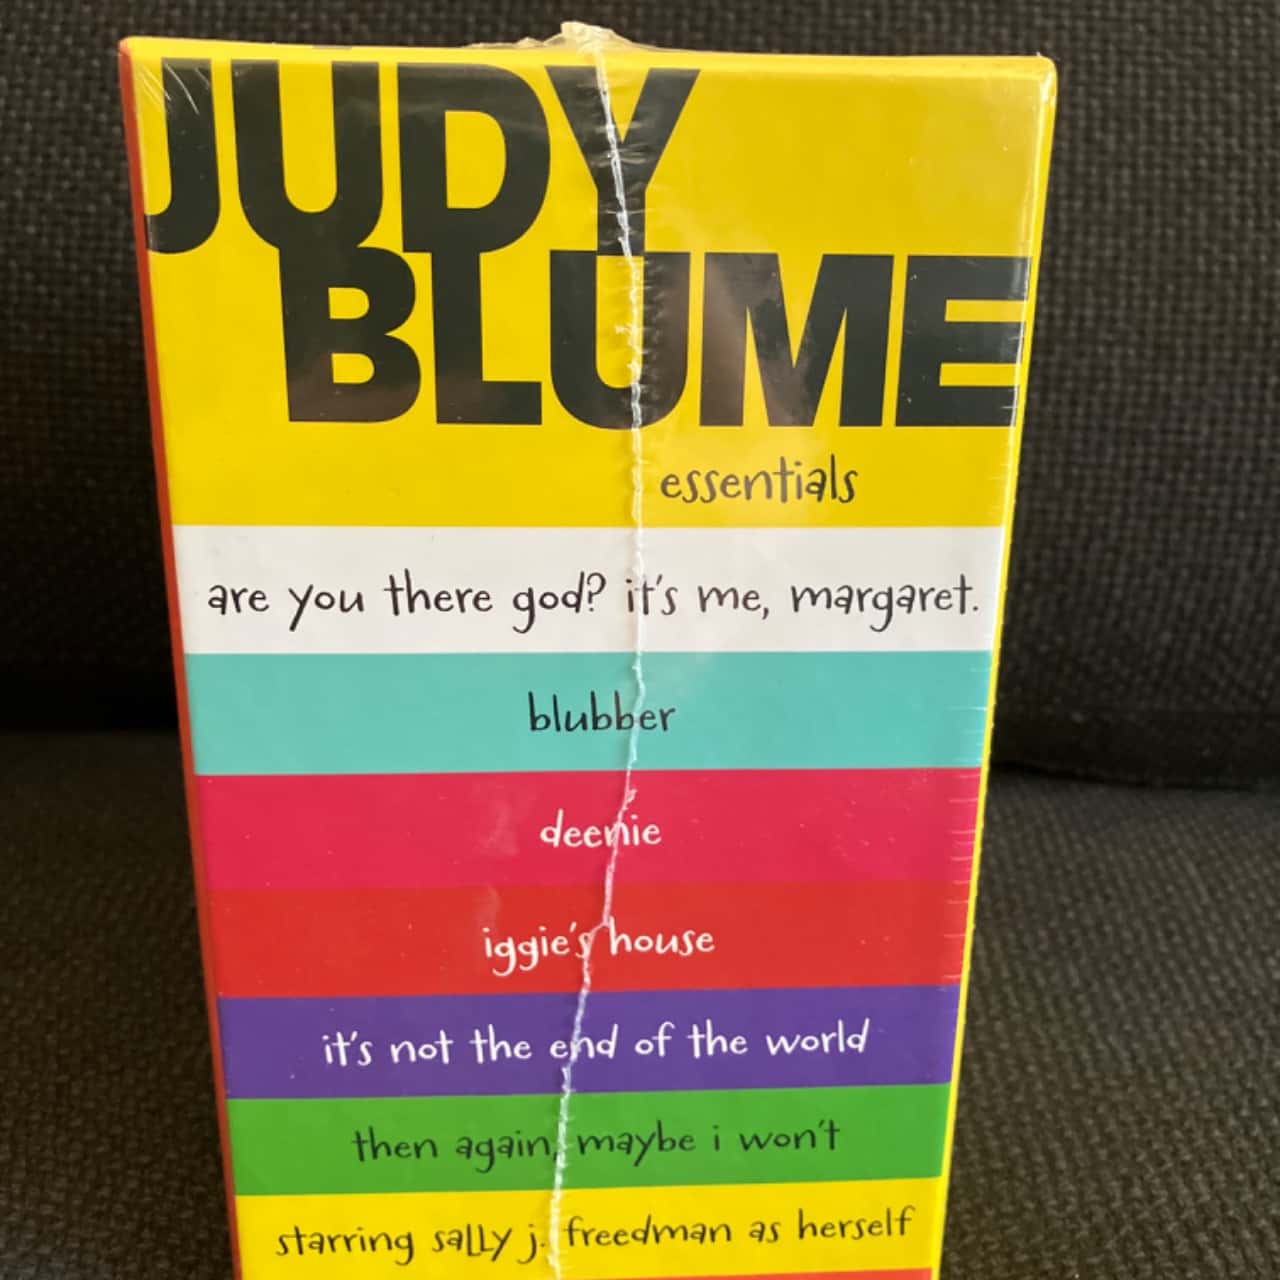 JUDY
BLUME
essentials
are you there god? it's me, margaret.
blubber
deenie
iggie's house
it's not the end of the world
then again, maybe i won't
starring sally j. freedman as herself